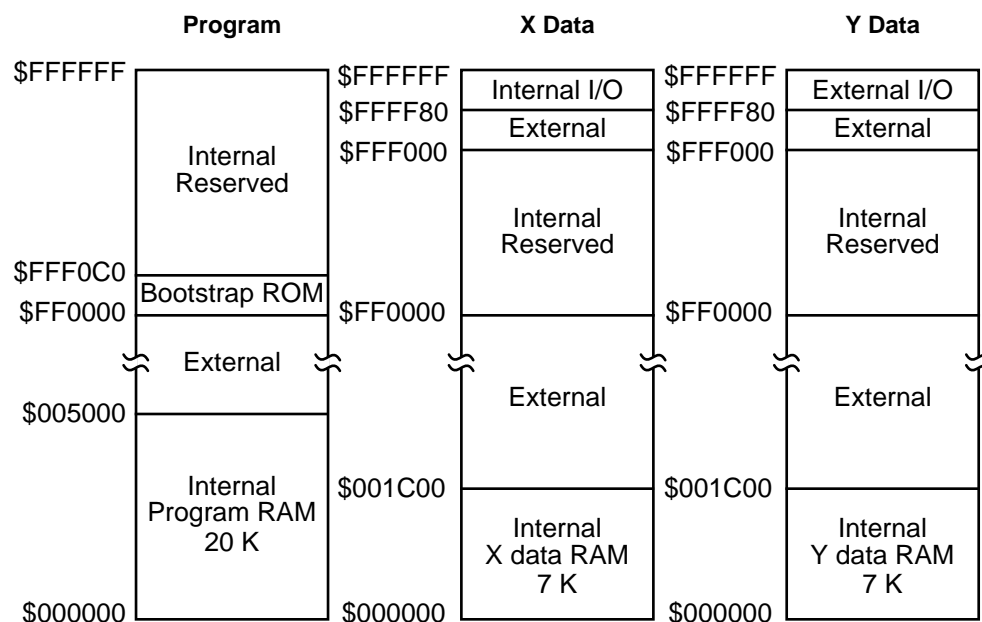 Program
$FFFFFF
Internal
Reserved
$FFF0C0
Bootstrap ROM
$FF0000
External
$005000
Internal
Program RAM
20 K
$000000
X Data
$FFFFFF
Internal I/O
$FFFF80
External
$FFF000
Internal
Reserved
$FF0000
External
$001C00
Internal
X data RAM
7 K
$000000
Y Data
$FFFFFF
External I/O
$FFFF80
External
$FFF000
Internal
Reserved
$FF0000
External
$001C00
Internal
Y data RAM
7 K
$000000